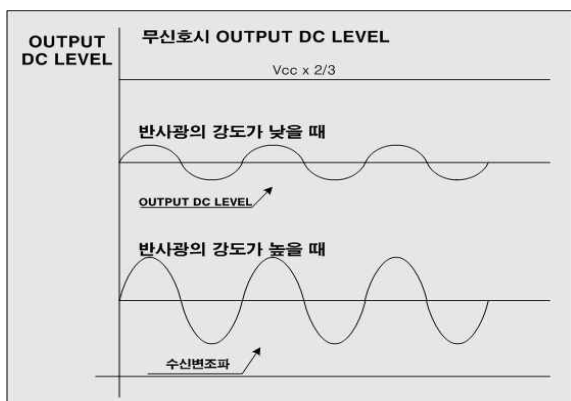 OUTPUT
DC LEVEL
무신호시 OUTPUT DC LEVEL
Vcc x 2/3
반사광의 강도가 낮을 때
OUTPUT DC LEVEL
반사광의 강도가 높을 때
수신변조파